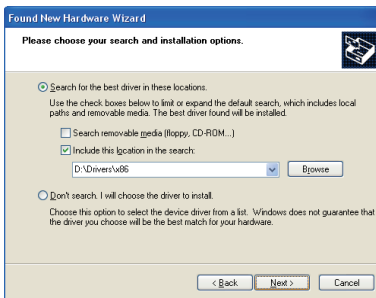 Found New Hardware Wizard
Please choose your search and installation options.
Search for the best driver in these locations.
Use the check boxes below to limit or expand the default search, which includes local
paths and removable media. The best driver found will be installed.
Search removable media (floppy, CD-ROM...)
Include this location in the search:
D:\Drivers\x86
Browse
Don't search. I will choose the driver to install.
Choose this option to select the device driver from a list. Windows does not guarantee that
the driver you choose will be the best match for your hardware.
< Back
Next >
Cancel